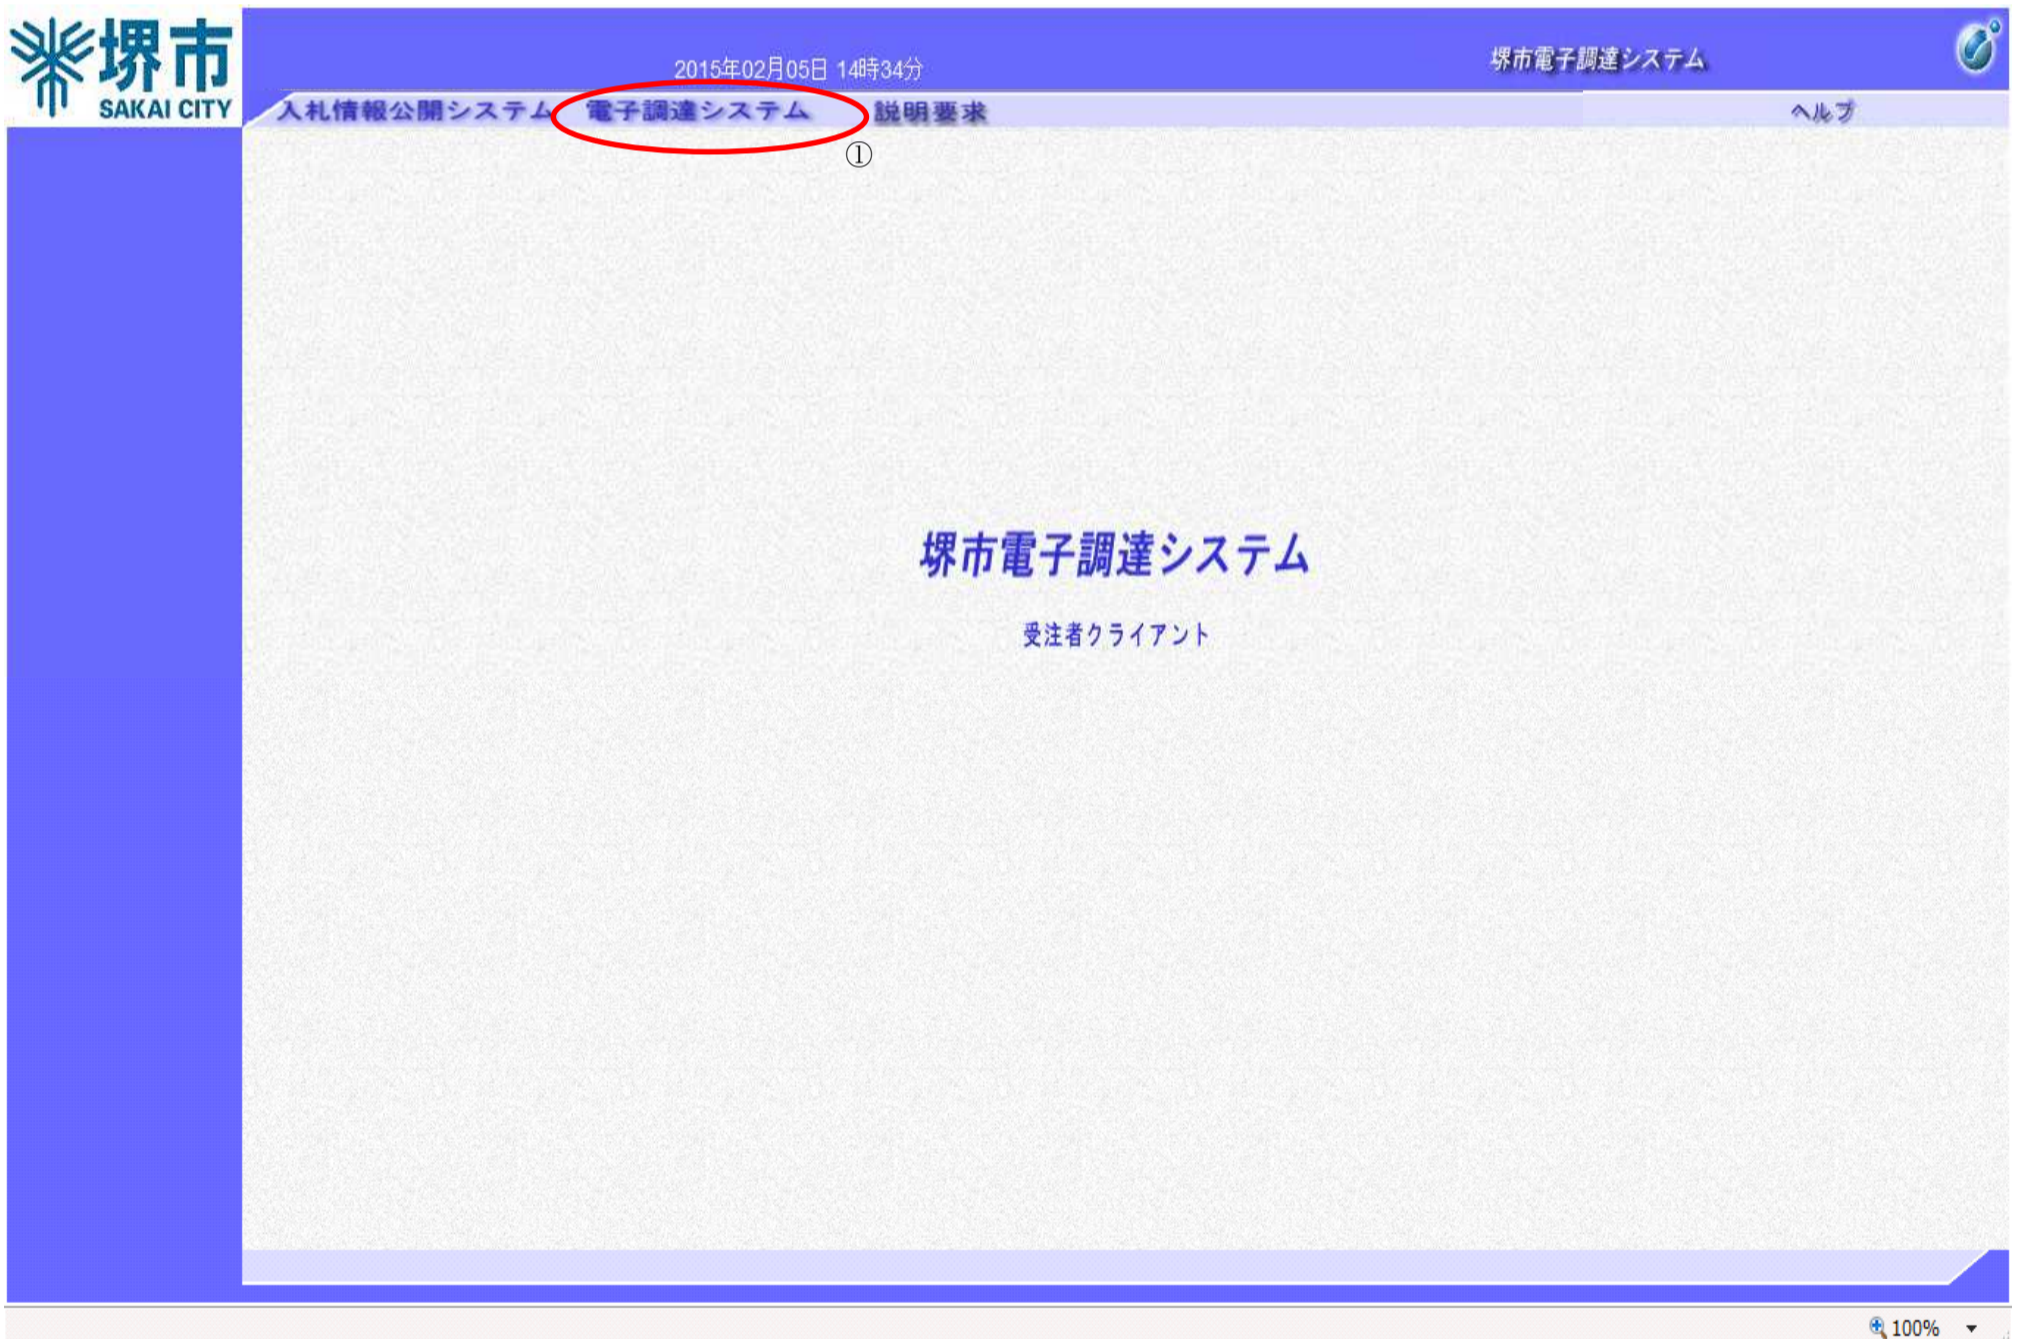 堺市
SAKAI CITY
2015年02月05日 14時34分
堺市電子調達システム
入札情報公開システム 電子調達システム 説明要求 ヘルプ
①
堺市電子調達システム
受注者クライアント
100%